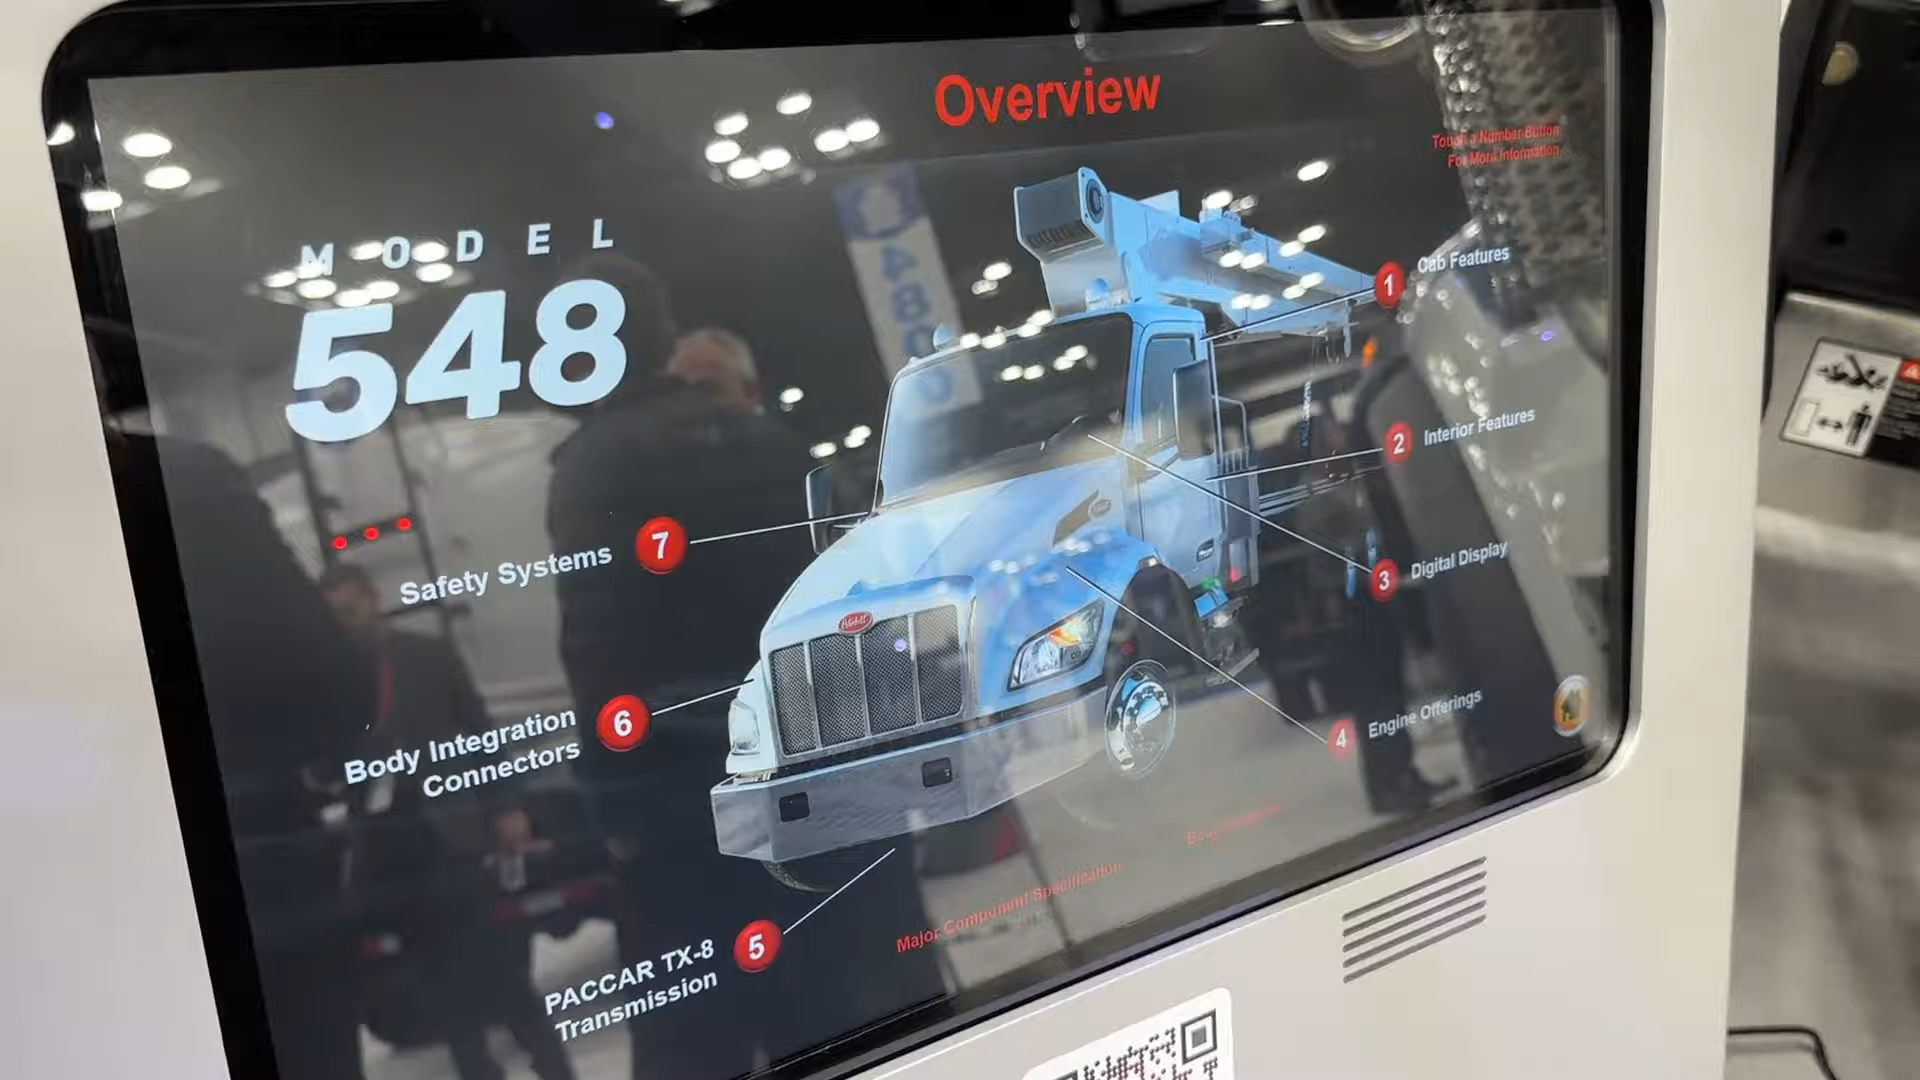 Overview
Touch a Number Button
For More Information
MODEL
548
1 Cab Features
2 Interior Features
3 Digital Display
4 Engine Offerings
7
Safety Systems
6
Body Integration
Connectors
5
PACCAR TX-8
Transmission
Major Component Specification
Peterbilt